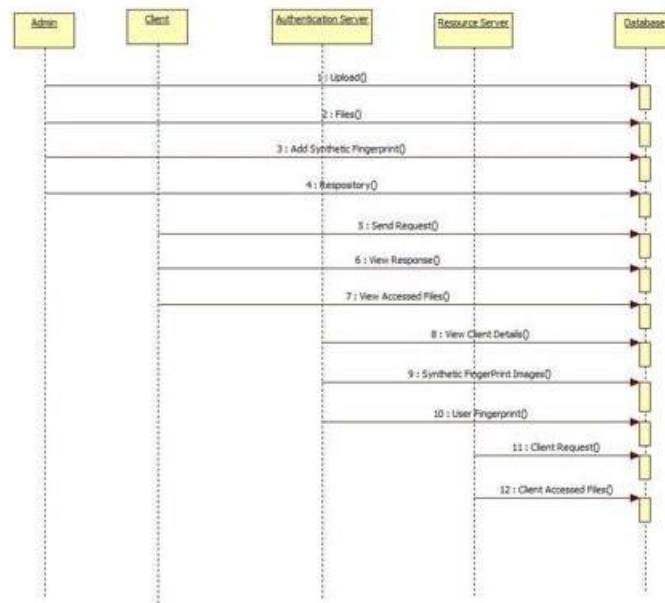 Admin
Client
Authentication Server
Resource Server
Database
1 : Upload()
2 : Files()
3 : Add Synthetic Fingerprint()
4 : Respository()
5 : Send Request()
6 : View Response()
7 : View Accessed Files()
8 : View Client Details()
9 : Synthetic FingerPrint Images()
10 : User Fingerprint()
11 : Client Request()
12 : Client Accessed Files()